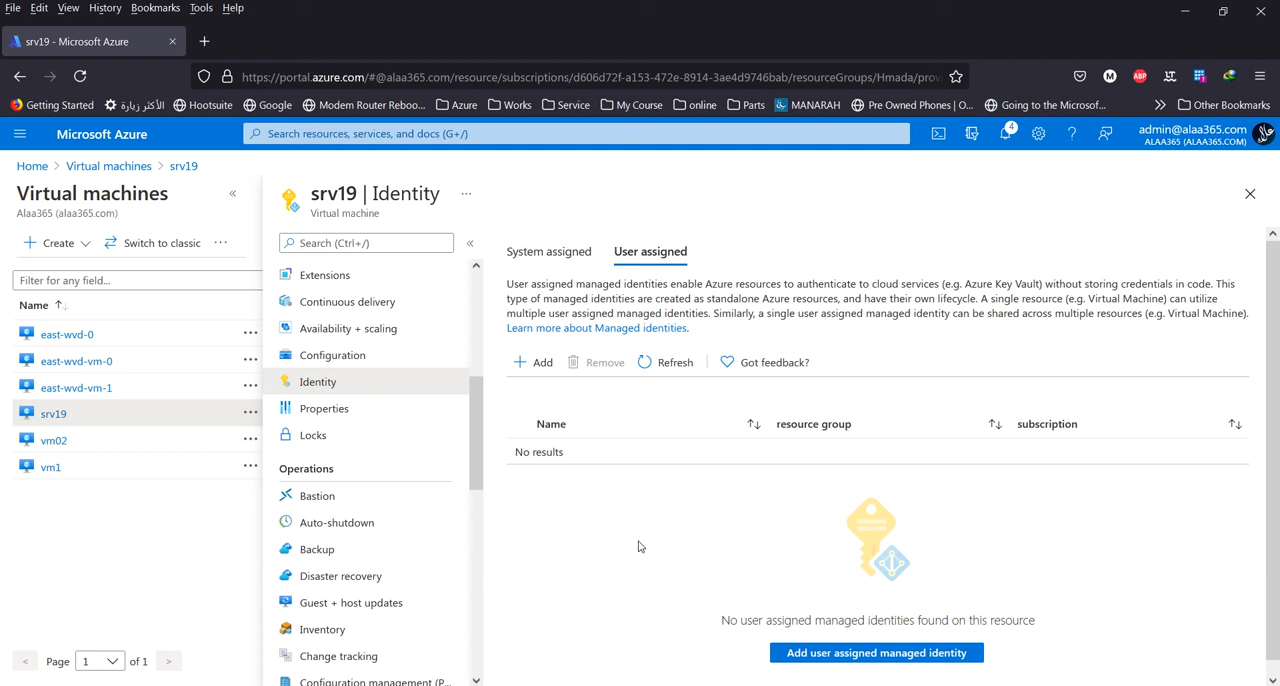 File Edit View History Bookmarks Tools Help
srv19 - Microsoft Azure
https://portal.azure.com/#@alaa365.com/resource/subscriptions/d606d72f-a153-472e-8914-3ae4d9746bab/resourceGroups/Hmada/prov
Getting Started الأكثر زيارة Hootsuite Google Modem Router Reboo... Azure Works Service My Course online Parts MANARAH Pre Owned Phones | O... Going to the Microsof... Other Bookmarks
Microsoft Azure
Search resources, services, and docs (G+/)
4
admin@alaa365.com
ALAA365 (ALAA365.COM)
Home > Virtual machines > srv19
Virtual machines
Alaa365 (alaa365.com)
Create
Switch to classic
Filter for any field...
Name
east-wvd-0
east-wvd-vm-0
east-wvd-vm-1
srv19
vm02
vm1
< Page 1 of 1 >
srv19 | Identity
Virtual machine
Search (Ctrl+/)
Extensions
Continuous delivery
Availability + scaling
Configuration
Identity
Properties
Locks
Operations
Bastion
Auto-shutdown
Backup
Disaster recovery
Guest + host updates
Inventory
Change tracking
Configuration management (P...
System assigned User assigned
User assigned managed identities enable Azure resources to authenticate to cloud services (e.g. Azure Key Vault) without storing credentials in code. This
type of managed identities are created as standalone Azure resources, and have their own lifecycle. A single resource (e.g. Virtual Machine) can utilize
multiple user assigned managed identities. Similarly, a single user assigned managed identity can be shared across multiple resources (e.g. Virtual Machine).
Learn more about Managed identities.
Add Remove Refresh Got feedback?
Name resource group subscription
No results
No user assigned managed identities found on this resource
Add user assigned managed identity